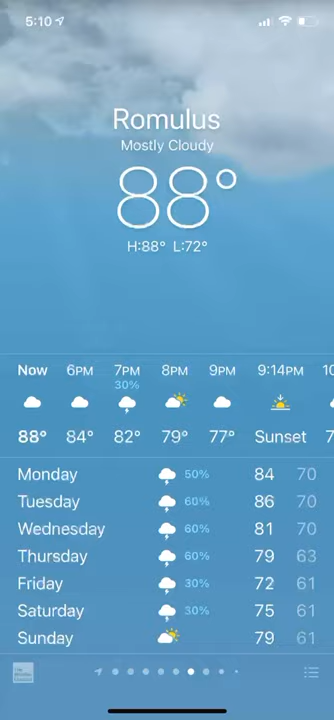 5:10
Romulus
Mostly Cloudy
88°
H:88° L:72°
Now 6PM 7PM 8PM 9PM 9:14PM 10
30%
88° 84° 82° 79° 77° Sunset 7
Monday 50% 84 70
Tuesday 60% 86 70
Wednesday 60% 81 70
Thursday 60% 79 63
Friday 30% 72 61
Saturday 30% 75 61
Sunday 79 61